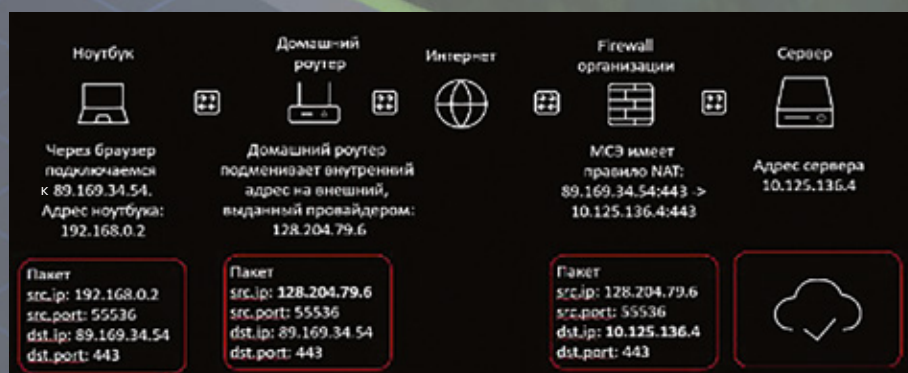 Ноутбук
Через браузер
подключаемся
к 89.169.34.54.
Адрес ноутбука:
192.168.0.2
Домашний
роутер
Домашний роутер
подменивает внутренний
адрес на внешний,
выданный провайдером:
128.204.79.6
Интернет
Firewall
организации
МСЭ имеет
правило NAT:
89.169.34.54:443 ->
10.125.136.4:443
Сервер
Адрес сервера
10.125.136.4
Пакет
src.ip: 192.168.0.2
src.port: 55536
dst.ip: 89.169.34.54
dst.port: 443
Пакет
src.ip: 128.204.79.6
src.port: 55536
dst.ip: 89.169.34.54
dst.port: 443
Пакет
src.ip: 128.204.79.6
src.port: 55536
dst.ip: 10.125.136.4
dst.port: 443